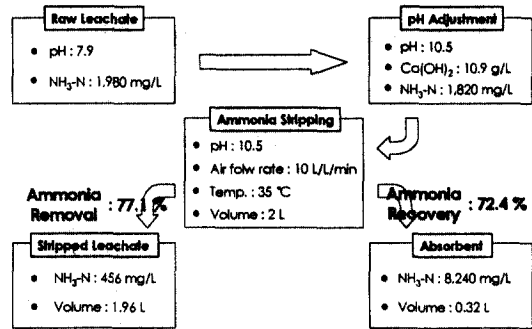 Raw Leachate
• pH : 7.9
• NH₃-N : 1.980 mg/L
pH Adjustment
• pH : 10.5
• Ca(OH)₂ : 10.9 g/L
• NH₃-N : 1,820 mg/L
Ammonia Stripping
• pH : 10.5
• Air folw rate : 10 L/L/min
• Temp. : 35 ℃
• Volume : 2 L
Ammonia Removal : 77.1 %
Ammonia Recovery : 72.4 %
Stripped Leachate
• NH₃-N : 456 mg/L
• Volume : 1.96 L
Absorbent
• NH₃-N : 8.240 mg/L
• Volume : 0.32 L